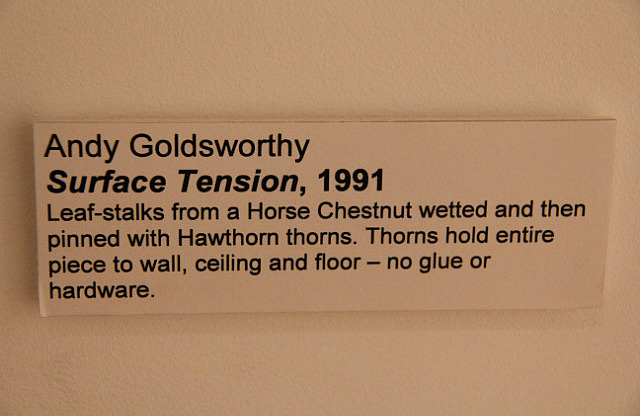 Andy Goldsworthy
Surface Tension, 1991
Leaf-stalks from a Horse Chestnut wetted and then
pinned with Hawthorn thorns. Thorns hold entire
piece to wall, ceiling and floor – no glue or
hardware.